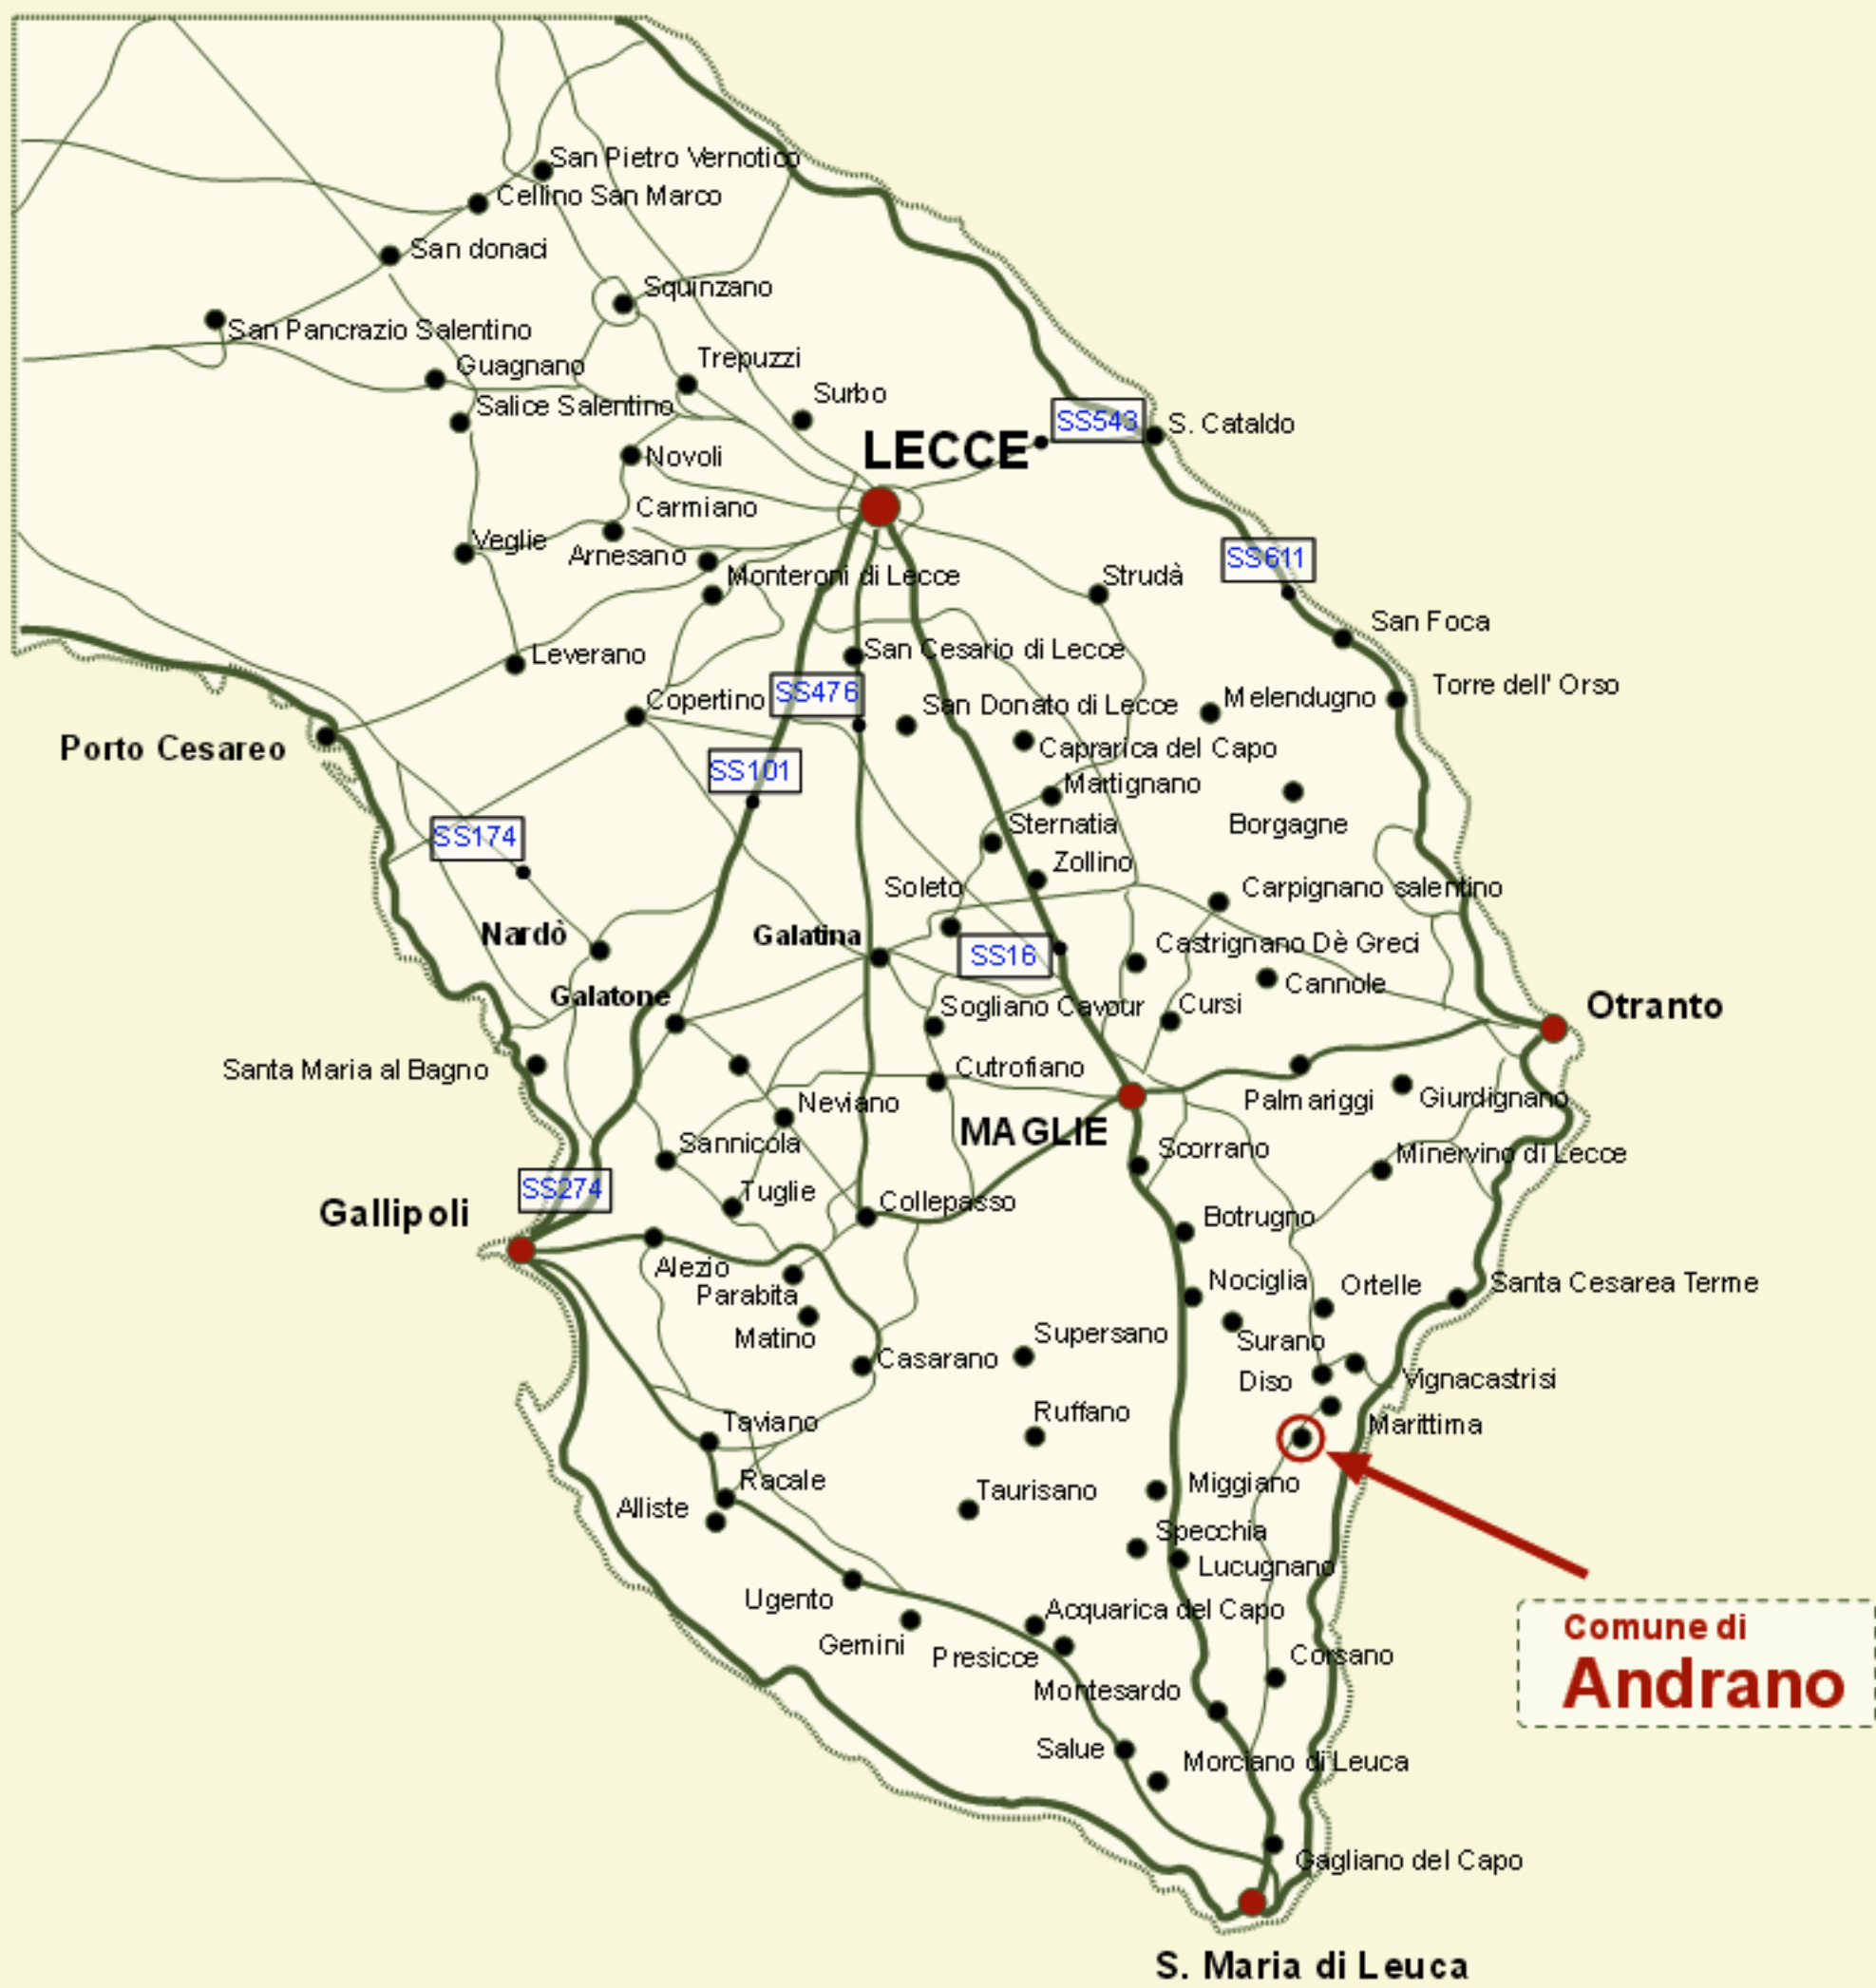 San Pietro Vernotico
Cellino San Marco
San donaci
Squinzano
San Pancrazio Salentino
Trepuzzi
Guagnano
Surbo
Salice Salentino
SS543
S. Cataldo
LECCE
Novoli
Carmiano
Veglie
Arnesano
SS611
Monteroni di Lecce
Strudà
San Foca
Leverano
San Cesario di Lecce
Torre dell' Orso
SS476
Copertino
San Donato di Lecce
Melendugno
Porto Cesareo
Caprarica del Capo
SS101
Martignano
Sternatia
Borgagne
SS174
Zollino
Soleto
Carpignano salentino
Nardò
Galatina
Castrignano Dè Greci
SS16
Cannole
Galatone
Sogliano Cavour
Cursi
Otranto
Santa Maria al Bagno
Cutrofiano
Neviano
Palmariggi
Giurdignano
MAGLIE
Sannicola
Scorrano
Minervino di Lecce
SS274
Tuglie
Collepasso
Gallipoli
Botrugno
Alezio
Parabita
Nociglia
Ortelle
Santa Cesarea Terme
Matino
Supersano
Surano
Casarano
Diso
Vignacastrisi
Taviano
Ruffano
Marittima
Racale
Alliste
Taurisano
Miggiano
Specchia
Lucugnano
Ugento
Acquarica del Capo
Gemini
Presicce
Comune di
Andrano
Corsano
Montesardo
Salue
Morciano di Leuca
Gagliano del Capo
S. Maria di Leuca